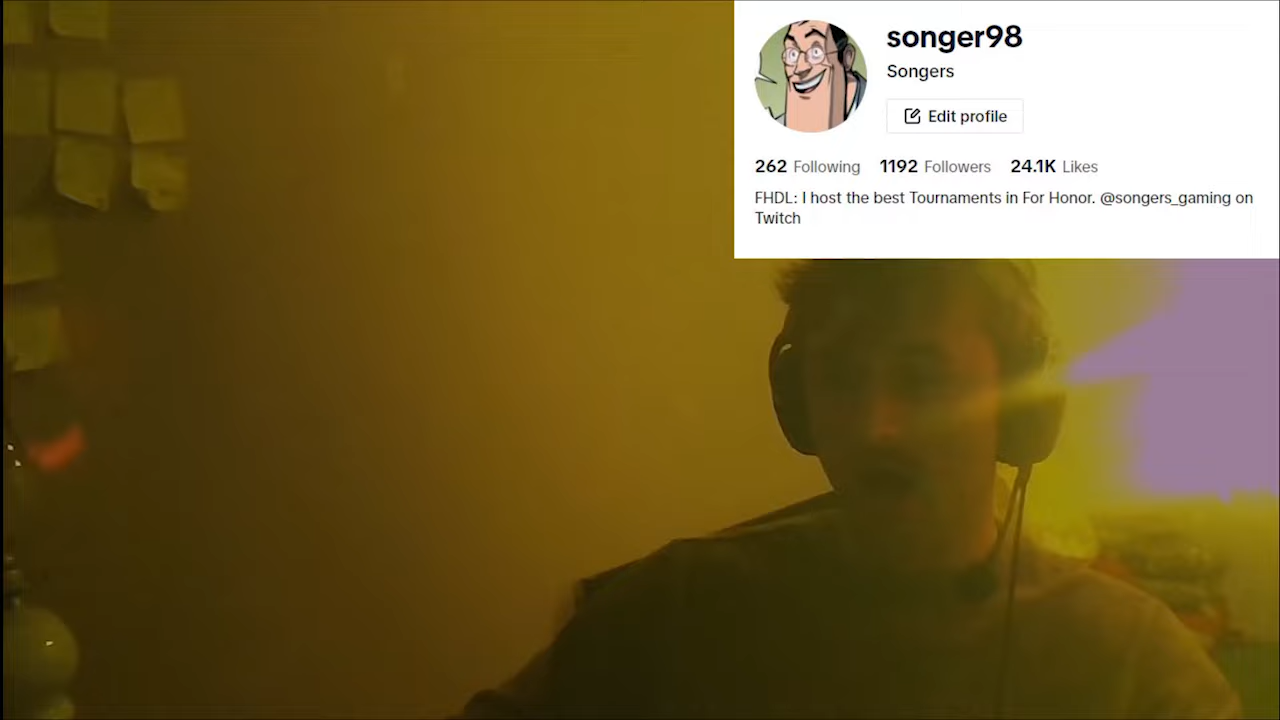 songer98
Songers
Edit profile
262 Following 1192 Followers 24.1K Likes
FHDL: I host the best Tournaments in For Honor. @songers_gaming on
Twitch